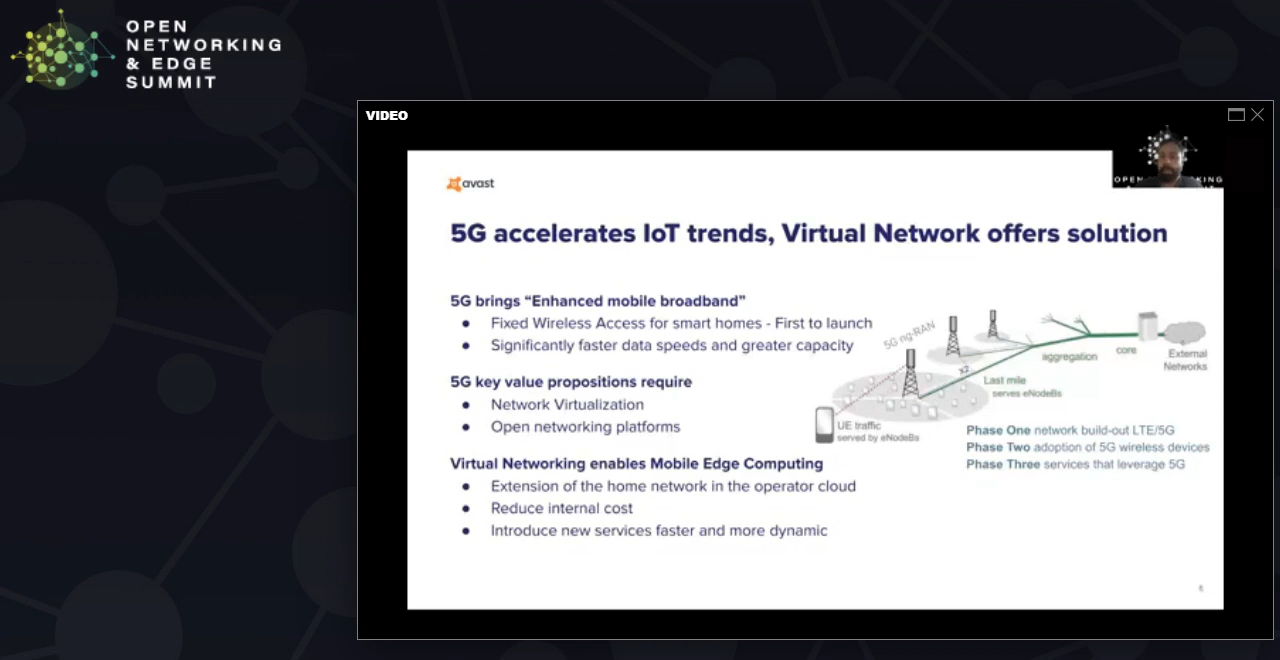 OPEN
NETWORKING
& EDGE
SUMMIT
VIDEO
avast
OPEN
KING
5G accelerates IoT trends, Virtual Network offers solution
5G brings “Enhanced mobile broadband”
● Fixed Wireless Access for smart homes - First to launch
● Significantly faster data speeds and greater capacity
5G key value propositions require
● Network Virtualization
● Open networking platforms
Virtual Networking enables Mobile Edge Computing
● Extension of the home network in the operator cloud
● Reduce internal cost
● Introduce new services faster and more dynamic
5G ng-RAN
X2
aggregation
core
External
Networks
Last mile
serves eNodeBs
UE traffic
served by eNodeBs
Phase One network build-out LTE/5G
Phase Two adoption of 5G wireless devices
Phase Three services that leverage 5G